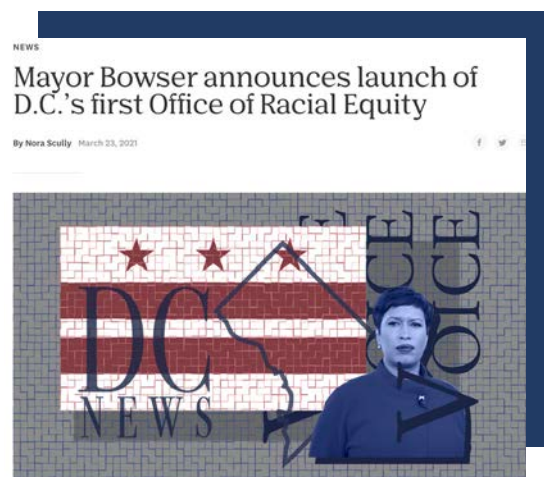 NEWS
Mayor Bowser announces launch of
D.C.’s first Office of Racial Equity
By Nora Scully March 23, 2021
DC
NEWS
VOICE
VOICE